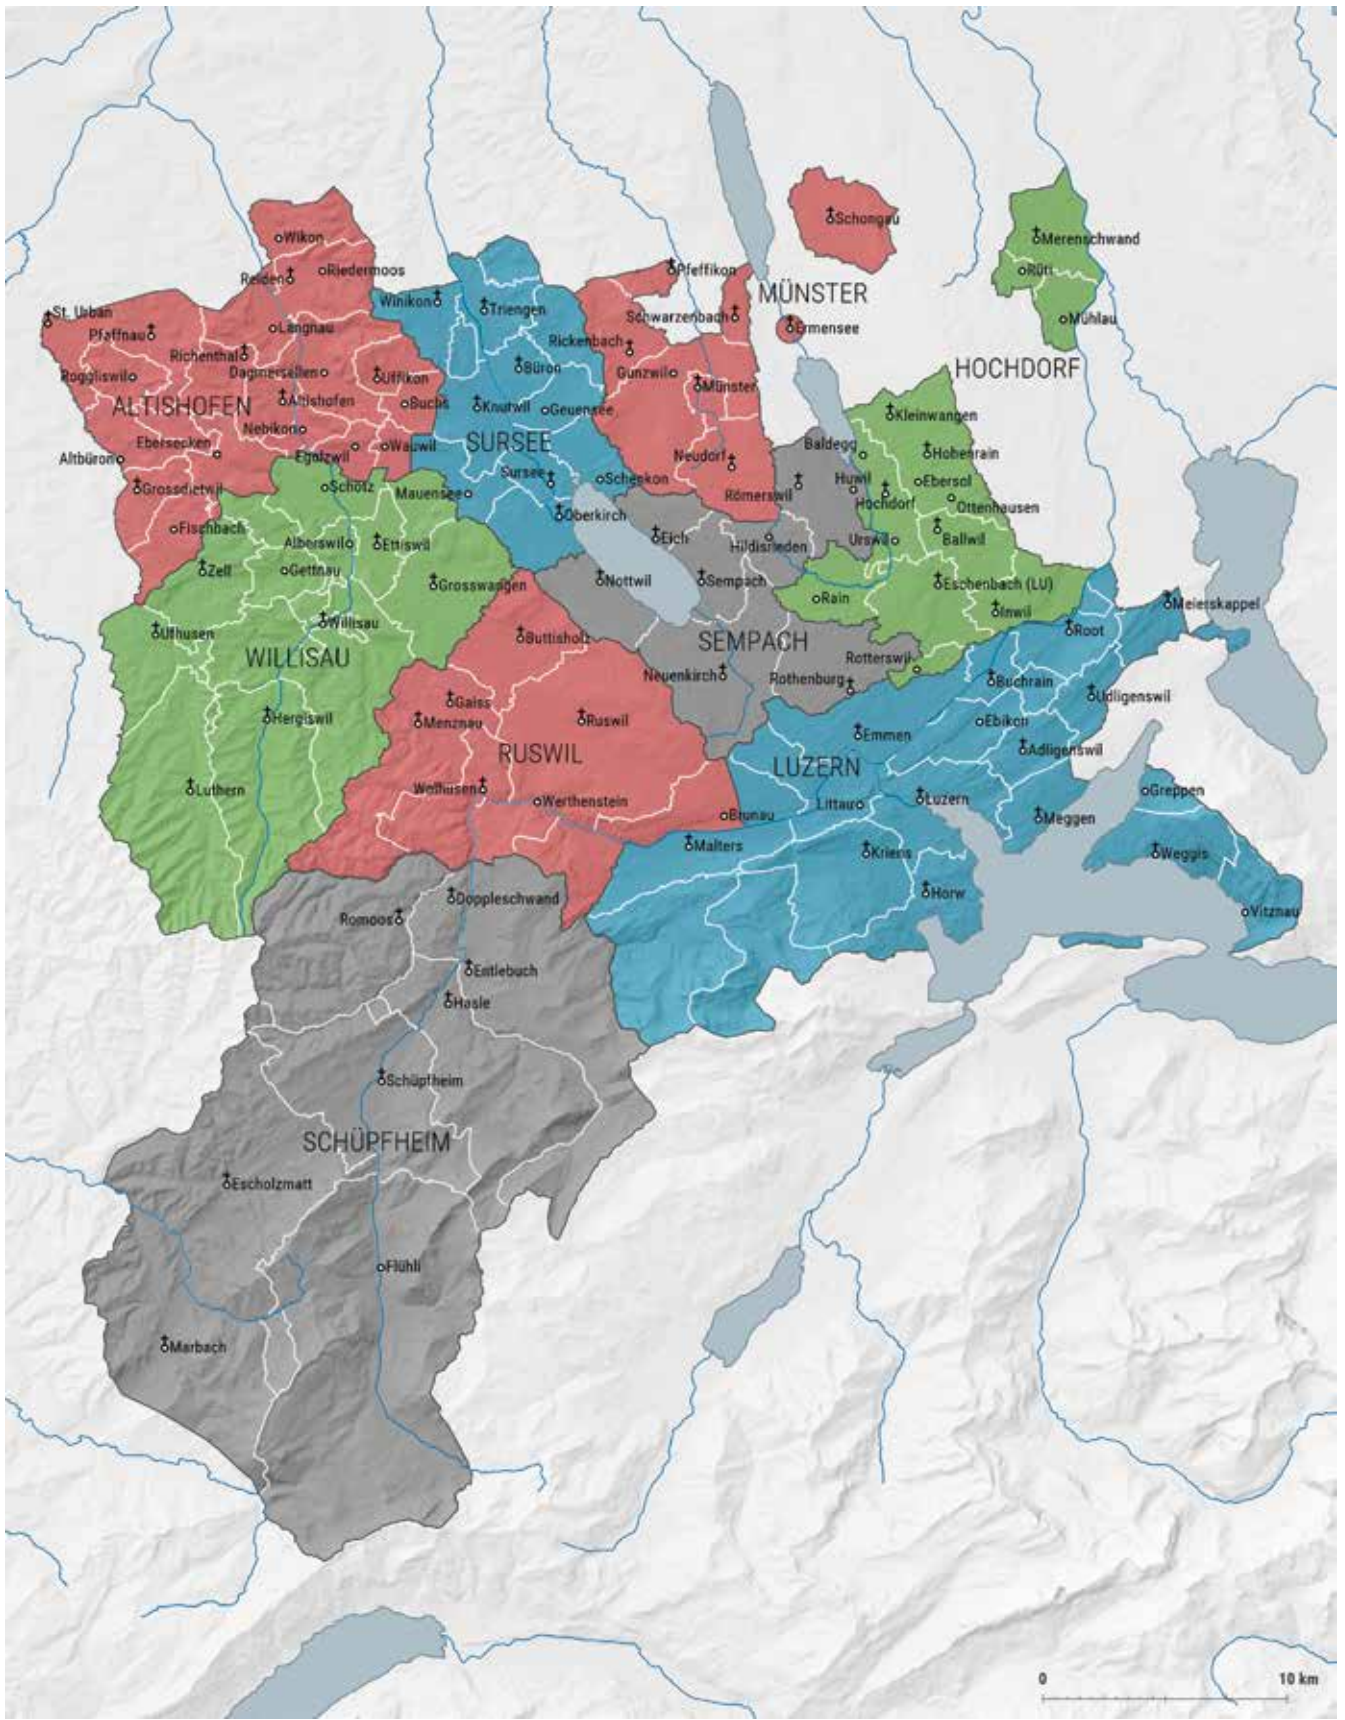 Schongau
Wikon
Merenschwand
Reiden
Riedermoos
Pfeffikon
Rüti
MÜNSTER
Winikon
Triengen
St. Urban
Schwarzenbach
Mühlau
Pfaffnau
Langnau
Ermensee
Rickenbach
Richenthal
HOCHDORF
Roggliswil
Dagmersellen
Uffikon
Büron
Gunzwil
Münster
ALTISHOFEN
Altishofen
Buchs
Knutwil
Geuensee
Kleinwangen
Nebikon
SURSEE
Baldegg
Ebersecken
Egolzwil
Wauwil
Neudorf
Hohenrain
Altbüron
Sursee
Schenkon
Huwil
Ebersol
Grossdietwil
Schötz
Mauensee
Römerswil
Hochdorf
Ottenhausen
Oberkirch
Fischbach
Alberswil
Ettiswil
Eich
Hildisrieden
Urswil
Ballwil
Zell
Gettnau
Grosswangen
Nottwil
Sempach
Eschenbach (LU)
Rain
Inwil
Meierskappel
Ufhusen
Willisau
Buttisholz
SEMPACH
Root
WILLISAU
Rotterswil
Neuenkirch
Rothenburg
Buchrain
Udligenswil
Gaiss
Hergiswil
Menznau
Ruswil
Ebikon
RUSWIL
Emmen
Adligenswil
LUZERN
Luthern
Wolhusen
Werthenstein
Littau
Luzern
Greppen
Brunau
Meggen
Malters
Kriens
Weggis
Doppleschwand
Horw
Romoos
Vitznau
Entlebuch
Hasle
Schüpfheim
SCHÜPFHEIM
Escholzmatt
Flühli
Marbach
0 10 km